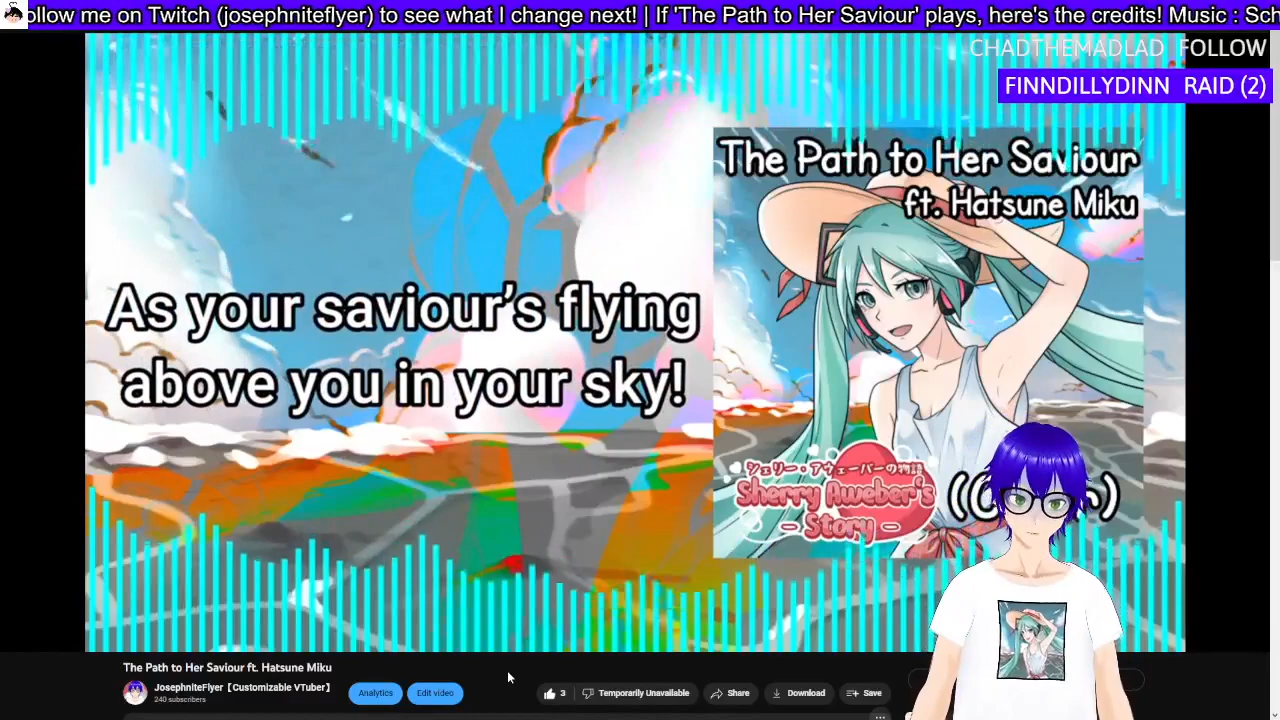 ollow me on Twitch (josephniteflyer) to see what I change next! | If 'The Path to Her Saviour' plays, here's the credits! Music : Sch
CHADTHEMADLAD FOLLOW
FINNDILLYDINN RAID (2)
The Path to Her Saviour
ft. Hatsune Miku
As your saviour's flying
above you in your sky!
シェリー・アウェーバーの物語
Sherry Aweber's
- Story -
The Path to Her Saviour ft. Hatsune Miku
JosephniteFlyer【Customizable VTuber】
240 subscribers
Analytics
Edit video
3
Temporarily Unavailable
Share
Download
Save